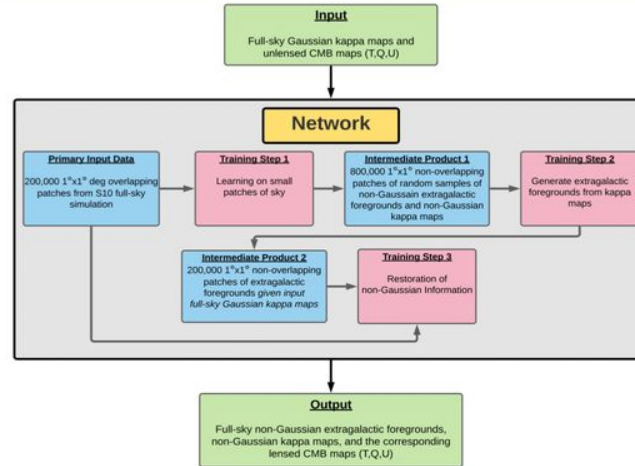 Input
Full-sky Gaussian kappa maps and
unlensed CMB maps (T,Q,U)
Network
Primary Input Data
200,000 1°x1° deg overlapping
patches from S10 full-sky
simulation
Training Step 1
Learning on small
patches of sky
Intermediate Product 1
800,000 1°x1° non-overlapping
patches of random samples of
non-Gaussain extragalactic
foregrounds and non-Gaussian
kappa maps
Training Step 2
Generate extragalactic
foregrounds from kappa
maps
Intermediate Product 2
200,000 1°x1° non-overlapping
patches of extragalactic
foregrounds given input
full-sky Gaussian kappa maps
Training Step 3
Restoration of
non-Gaussian Information
Output
Full-sky non-Gaussian extragalactic foregrounds,
non-Gaussian kappa maps, and the corresponding
lensed CMB maps (T,Q,U)